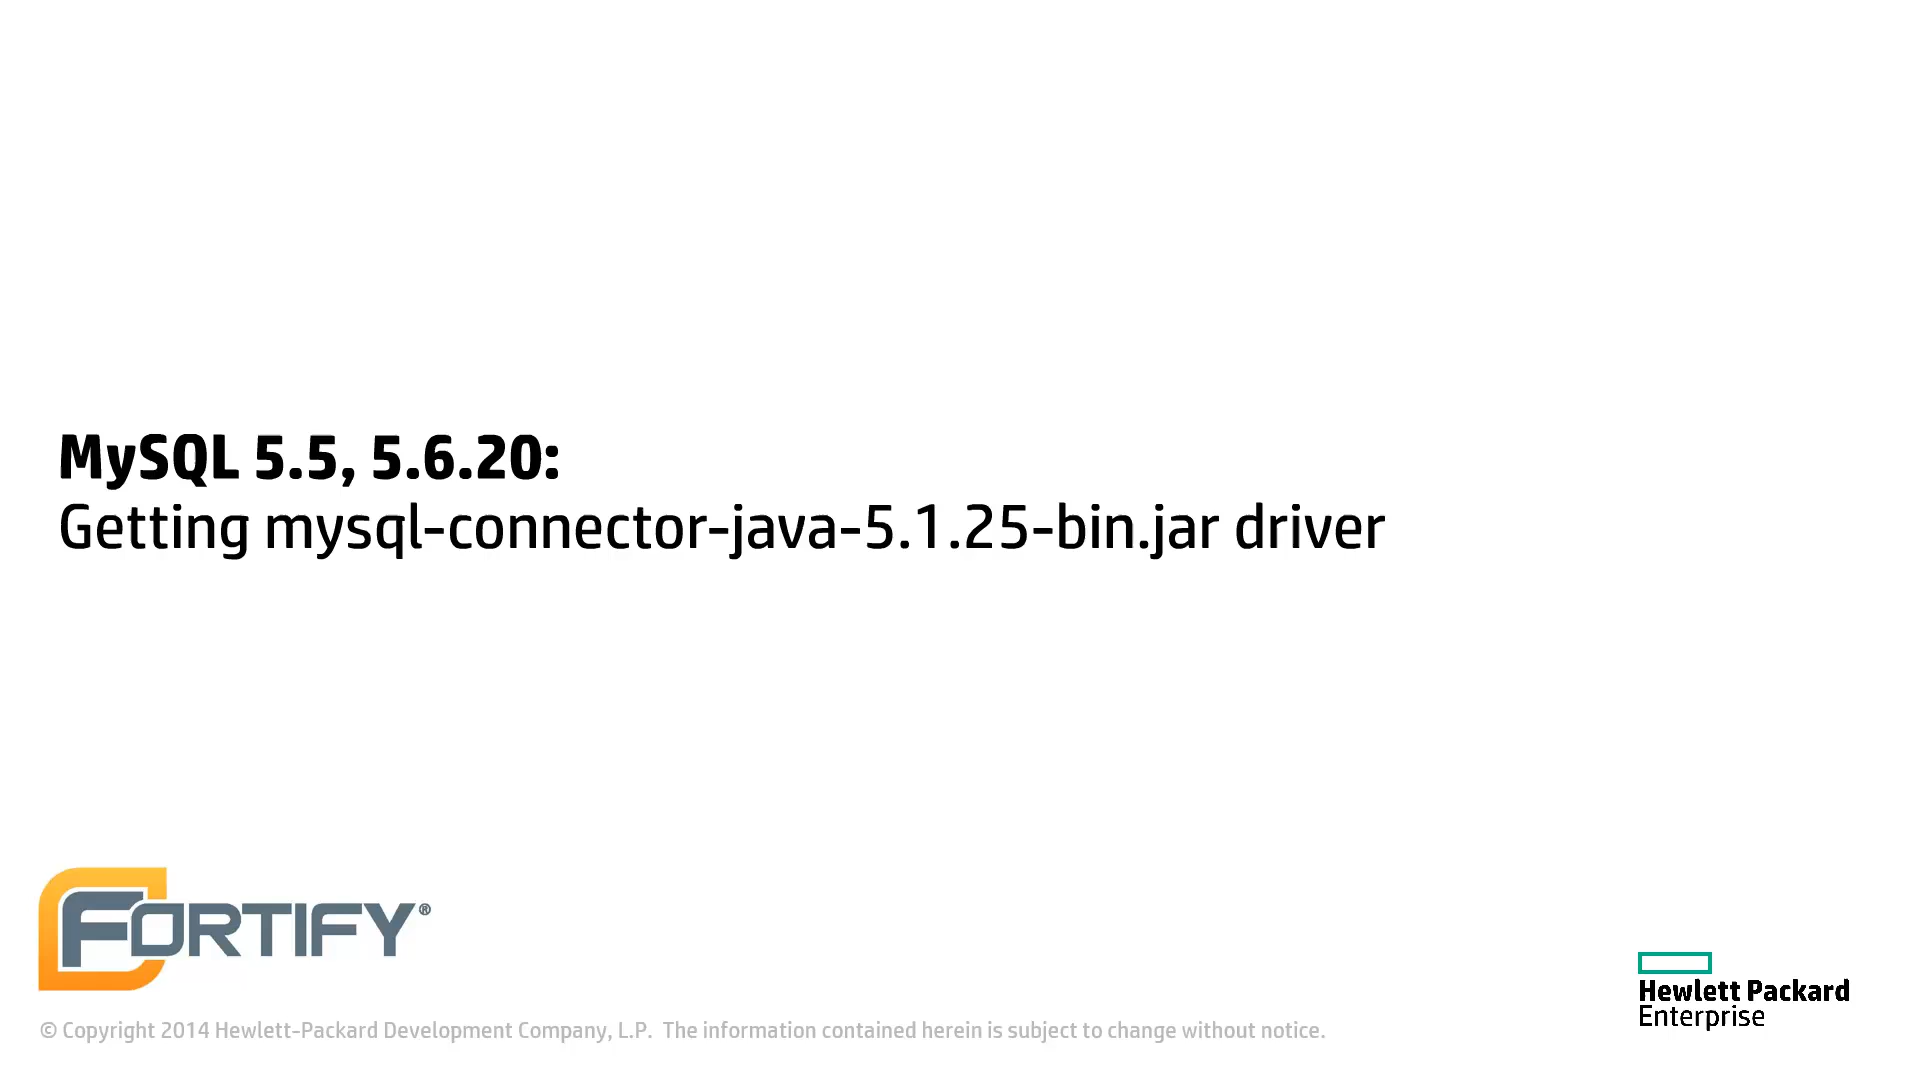 MySQL 5.5, 5.6.20:
Getting mysql-connector-java-5.1.25-bin.jar driver
FORTIFY®
Hewlett Packard
Enterprise
© Copyright 2014 Hewlett-Packard Development Company, L.P. The information contained herein is subject to change without notice.